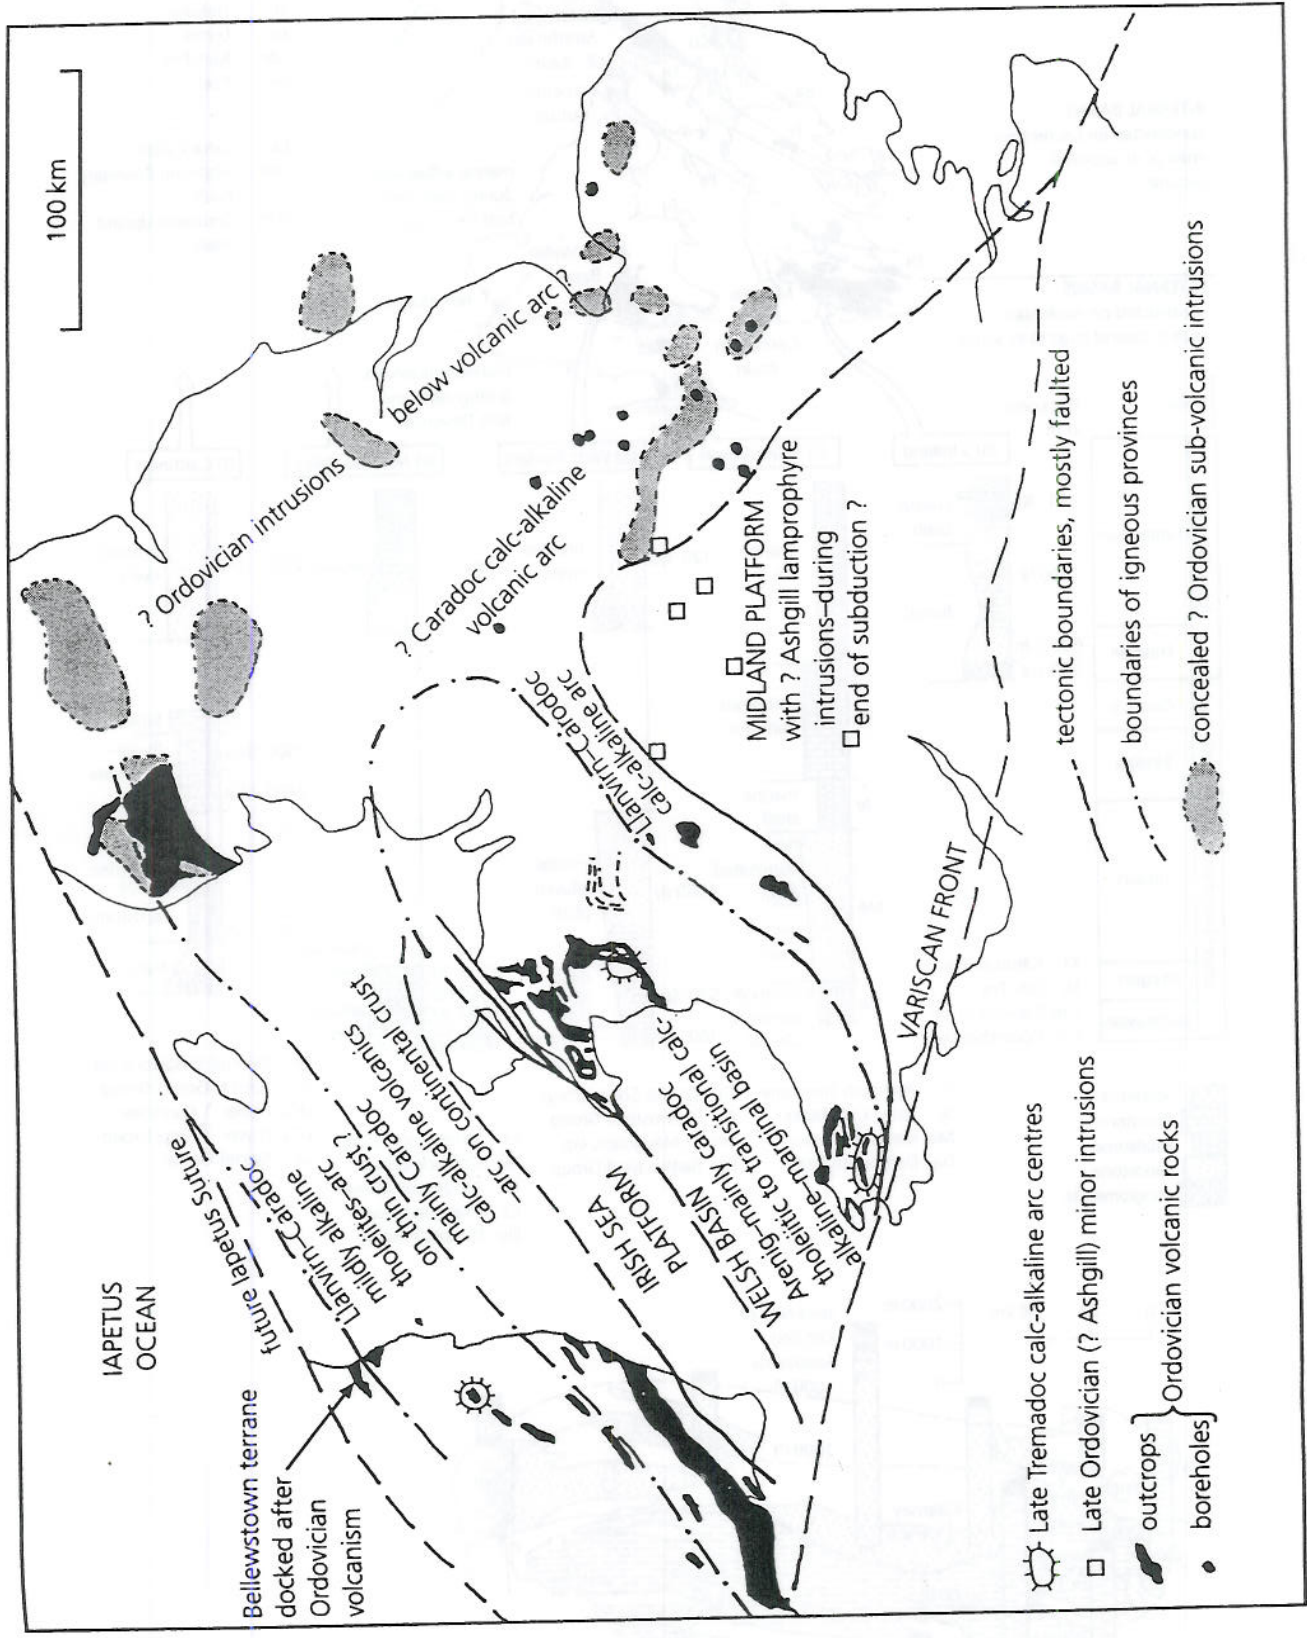 100 km
IAPETUS
OCEAN
Bellewstown terrane
docked after
Ordovician
volcanism
future Iapetus Suture
Llanvirn–Caradoc
mildly alkaline
tholeiites–arc
on thin crust ?
mainly Caradoc
calc-alkaline volcanics
–arc on continental crust
IRISH SEA
PLATFORM
WELSH BASIN
Arenig–mainly caradoc
tholeiitic to transitional calc-
alkaline–marginal basin
? Ordovician intrusions
below volcanic arc ?
? Caradoc calc-alkaline
volcanic arc
Llanvirn–Carodoc
calc-alkaline arc
MIDLAND PLATFORM
with ? Ashgill lamprophyre
intrusions–during
end of subduction ?
VARISCAN FRONT
Late Tremadoc calc-alkaline arc centres
Late Ordovician (? Ashgill) minor intrusions
outcrops
boreholes
Ordovician volcanic rocks
tectonic boundaries, mostly faulted
boundaries of igneous provinces
concealed ? Ordovician sub-volcanic intrusions